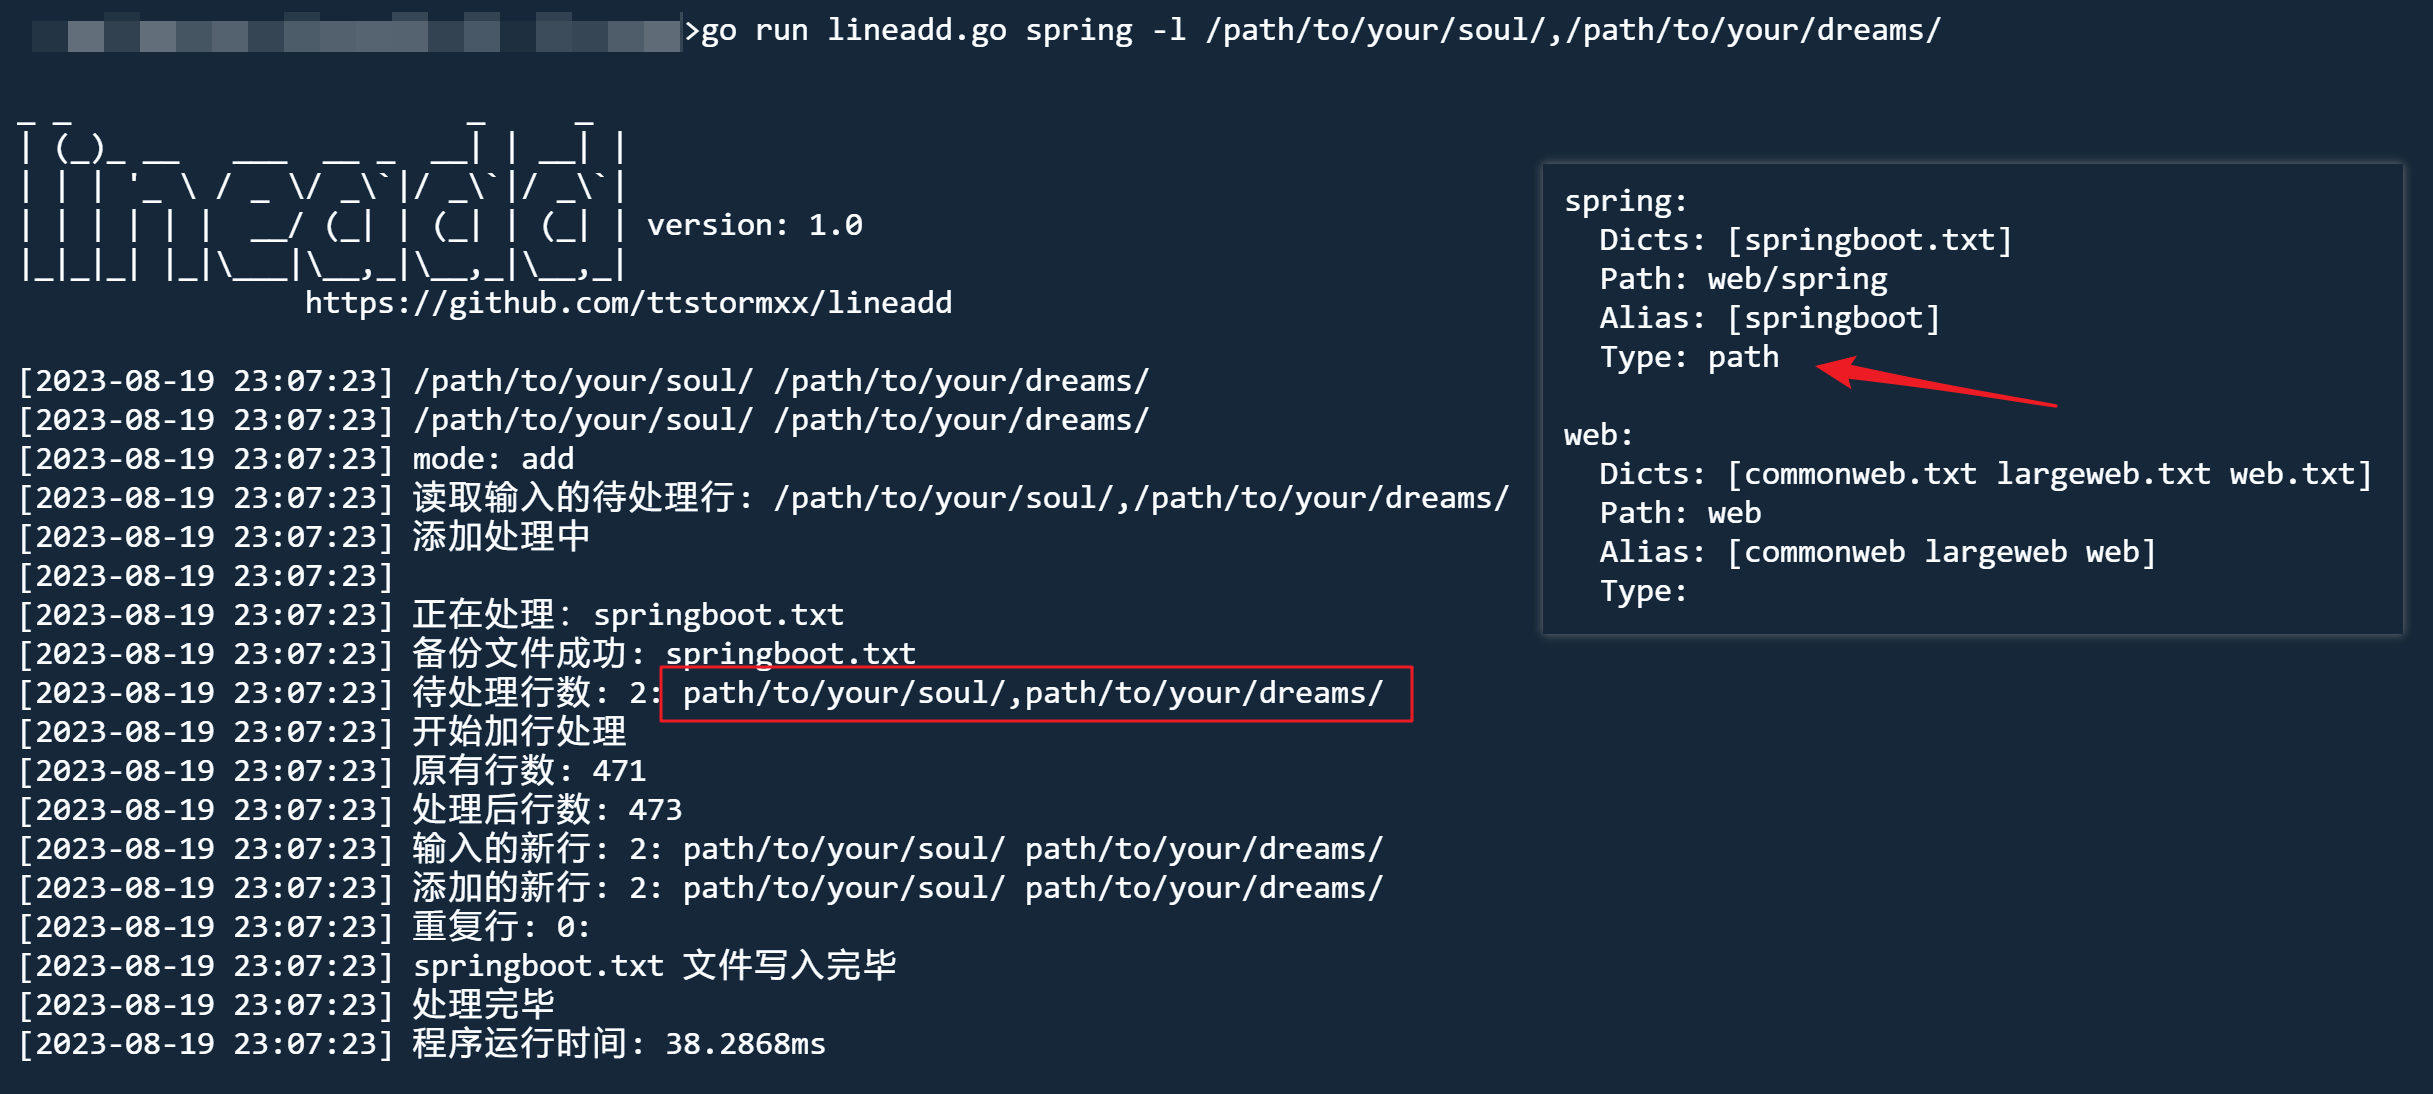 >go run lineadd.go spring -l /path/to/your/soul/,/path/to/your/dreams/
_ _                      _     _
| (_)_ __   ___  __ _  __| | __| |
| | | '_ \ / _ \/ _\`|/ _\`|/ _\`|
| | | | | |  __/ (_| | (_| | (_| | version: 1.0
|_|_|_| |_|\___|\__,_|\__,_|\__,_|
https://github.com/ttstormxx/lineadd
[2023-08-19 23:07:23] /path/to/your/soul/ /path/to/your/dreams/
[2023-08-19 23:07:23] /path/to/your/soul/ /path/to/your/dreams/
[2023-08-19 23:07:23] mode: add
[2023-08-19 23:07:23] 读取输入的待处理行: /path/to/your/soul/,/path/to/your/dreams/
[2023-08-19 23:07:23] 添加处理中
[2023-08-19 23:07:23]
[2023-08-19 23:07:23] 正在处理: springboot.txt
[2023-08-19 23:07:23] 备份文件成功: springboot.txt
[2023-08-19 23:07:23] 待处理行数: 2: path/to/your/soul/,path/to/your/dreams/
[2023-08-19 23:07:23] 开始加行处理
[2023-08-19 23:07:23] 原有行数: 471
[2023-08-19 23:07:23] 处理后行数: 473
[2023-08-19 23:07:23] 输入的新行: 2: path/to/your/soul/ path/to/your/dreams/
[2023-08-19 23:07:23] 添加的新行: 2: path/to/your/soul/ path/to/your/dreams/
[2023-08-19 23:07:23] 重复行: 0:
[2023-08-19 23:07:23] springboot.txt 文件写入完毕
[2023-08-19 23:07:23] 处理完毕
[2023-08-19 23:07:23] 程序运行时间: 38.2868ms
spring:
  Dicts: [springboot.txt]
  Path: web/spring
  Alias: [springboot]
  Type: path
web:
  Dicts: [commonweb.txt largeweb.txt web.txt]
  Path: web
  Alias: [commonweb largeweb web]
  Type: